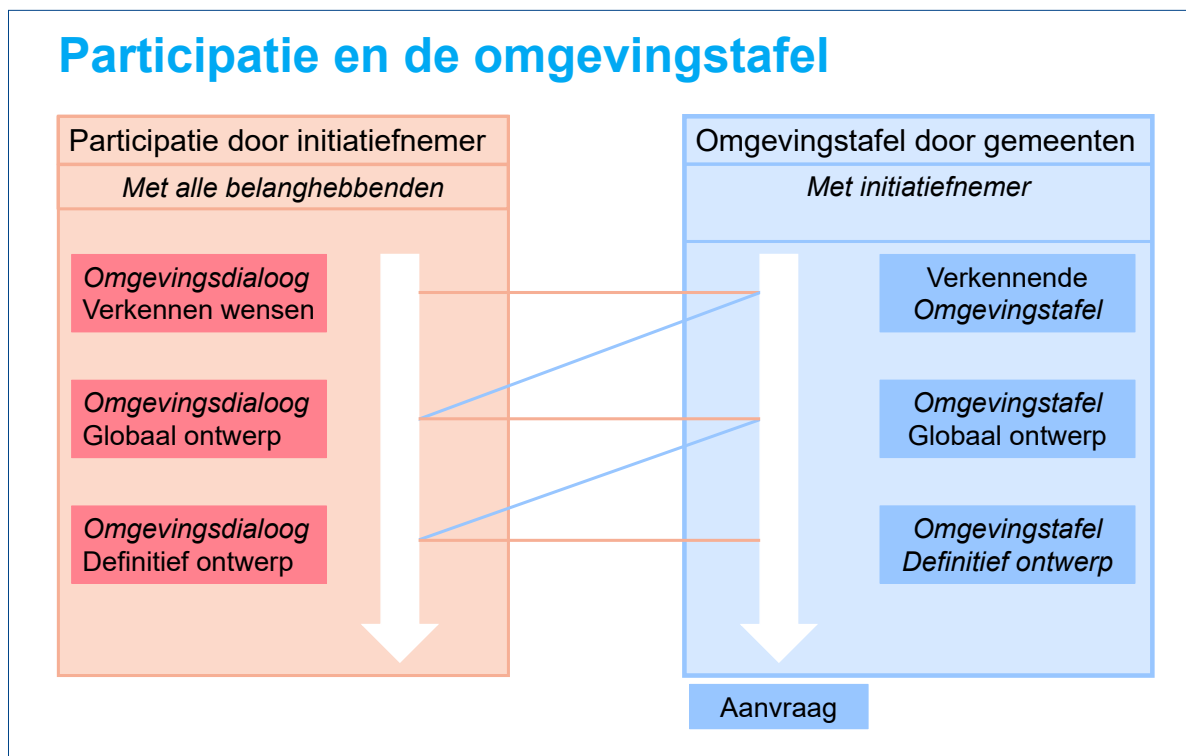 Participatie en de omgevingstafel
Participatie door initiatiefnemer
Met alle belanghebbenden
Omgevingsdialoog
Verkennen wensen
Omgevingsdialoog
Globaal ontwerp
Omgevingsdialoog
Definitief ontwerp
Omgevingstafel door gemeenten
Met initiatiefnemer
Verkennende
Omgevingstafel
Omgevingstafel
Globaal ontwerp
Omgevingstafel
Definitief ontwerp
Aanvraag